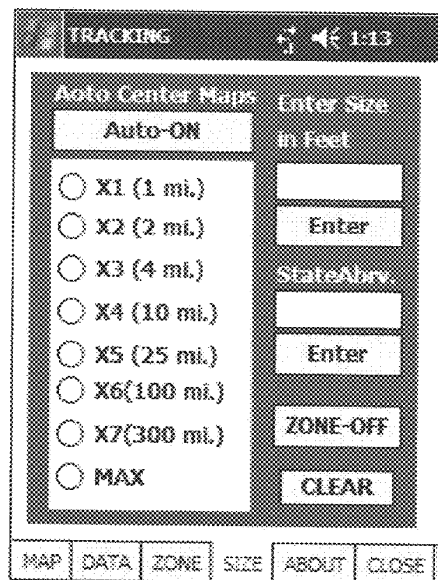 TRACKING 1:13
Aoto Center Maps
Auto-ON
X1 (1 mi.)
X2 (2 mi.)
X3 (4 mi.)
X4 (10 mi.)
X5 (25 mi.)
X6(100 mi.)
X7(300 mi.)
MAX
Enter Size
in Feet
Enter
StateAbrv.
Enter
ZONE-OFF
CLEAR
MAP DATA ZONE SIZE ABOUT CLOSE